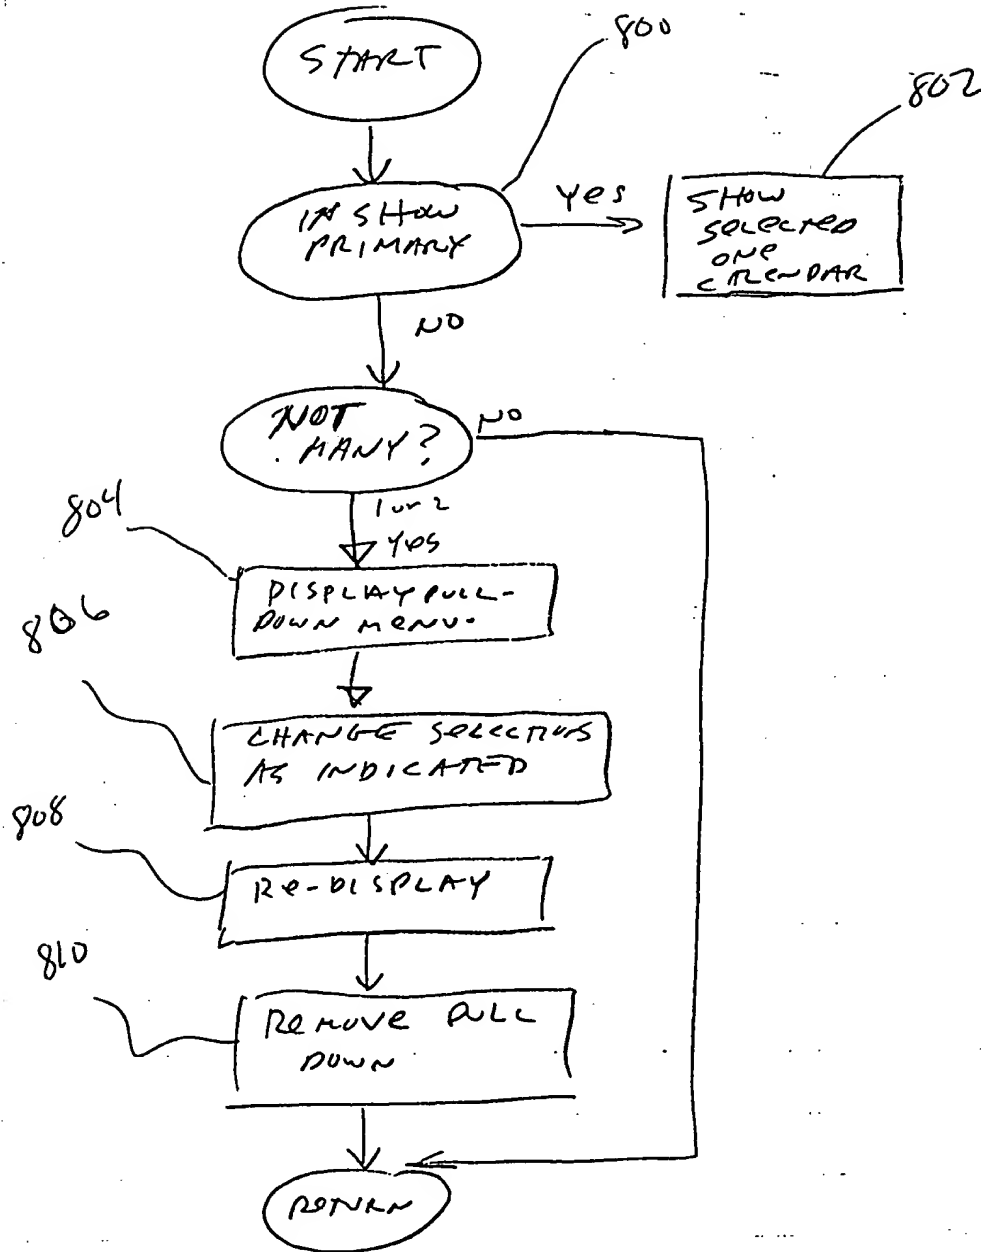 START
800
802
IN SHOW
PRIMARY
Yes
SHOW
SELECTED
ONE
CALENDAR
NO
NOT
MANY?
NO
1 or 2
Yes
804
DISPLAY PULL-
DOWN MENU.
806
CHANGE SELECTIONS
AS INDICATED
808
Re-DISPLAY
810
REMOVE PULL
DOWN
RETURN